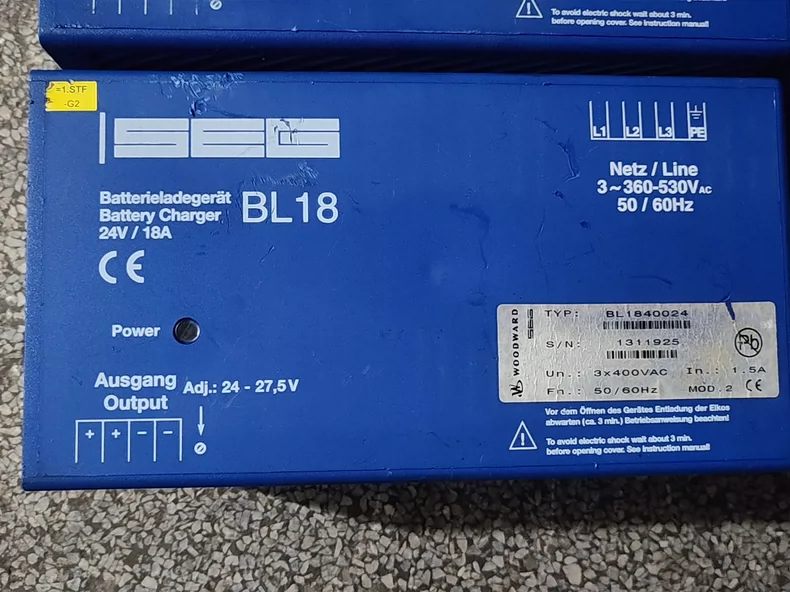 To avoid electric shock wait about 3 min.
before opening cover. See instruction manual!
=1.STF
-G2
SEG
L1 L2 L3 PE
Batterieladegerät
Battery Charger
24V / 18A
BL18
CE
Netz / Line
3~360-530VAC
50 / 60Hz
Power
Ausgang
Output
Adj.: 24 - 27,5V
+ + − −
WOODWARD
SEG
TYP: BL1840024
S/N: 1311925
Un.: 3x400VAC In.: 1.5A
Fn.: 50/60Hz MOD.2 CE
Pb
Vor dem Öffnen des Gerätes Entladung der Elkos
abwarten (ca. 3 min.) Betriebsanweisung beachten!
To avoid electric shock wait about 3 min.
before opening cover. See instruction manual!